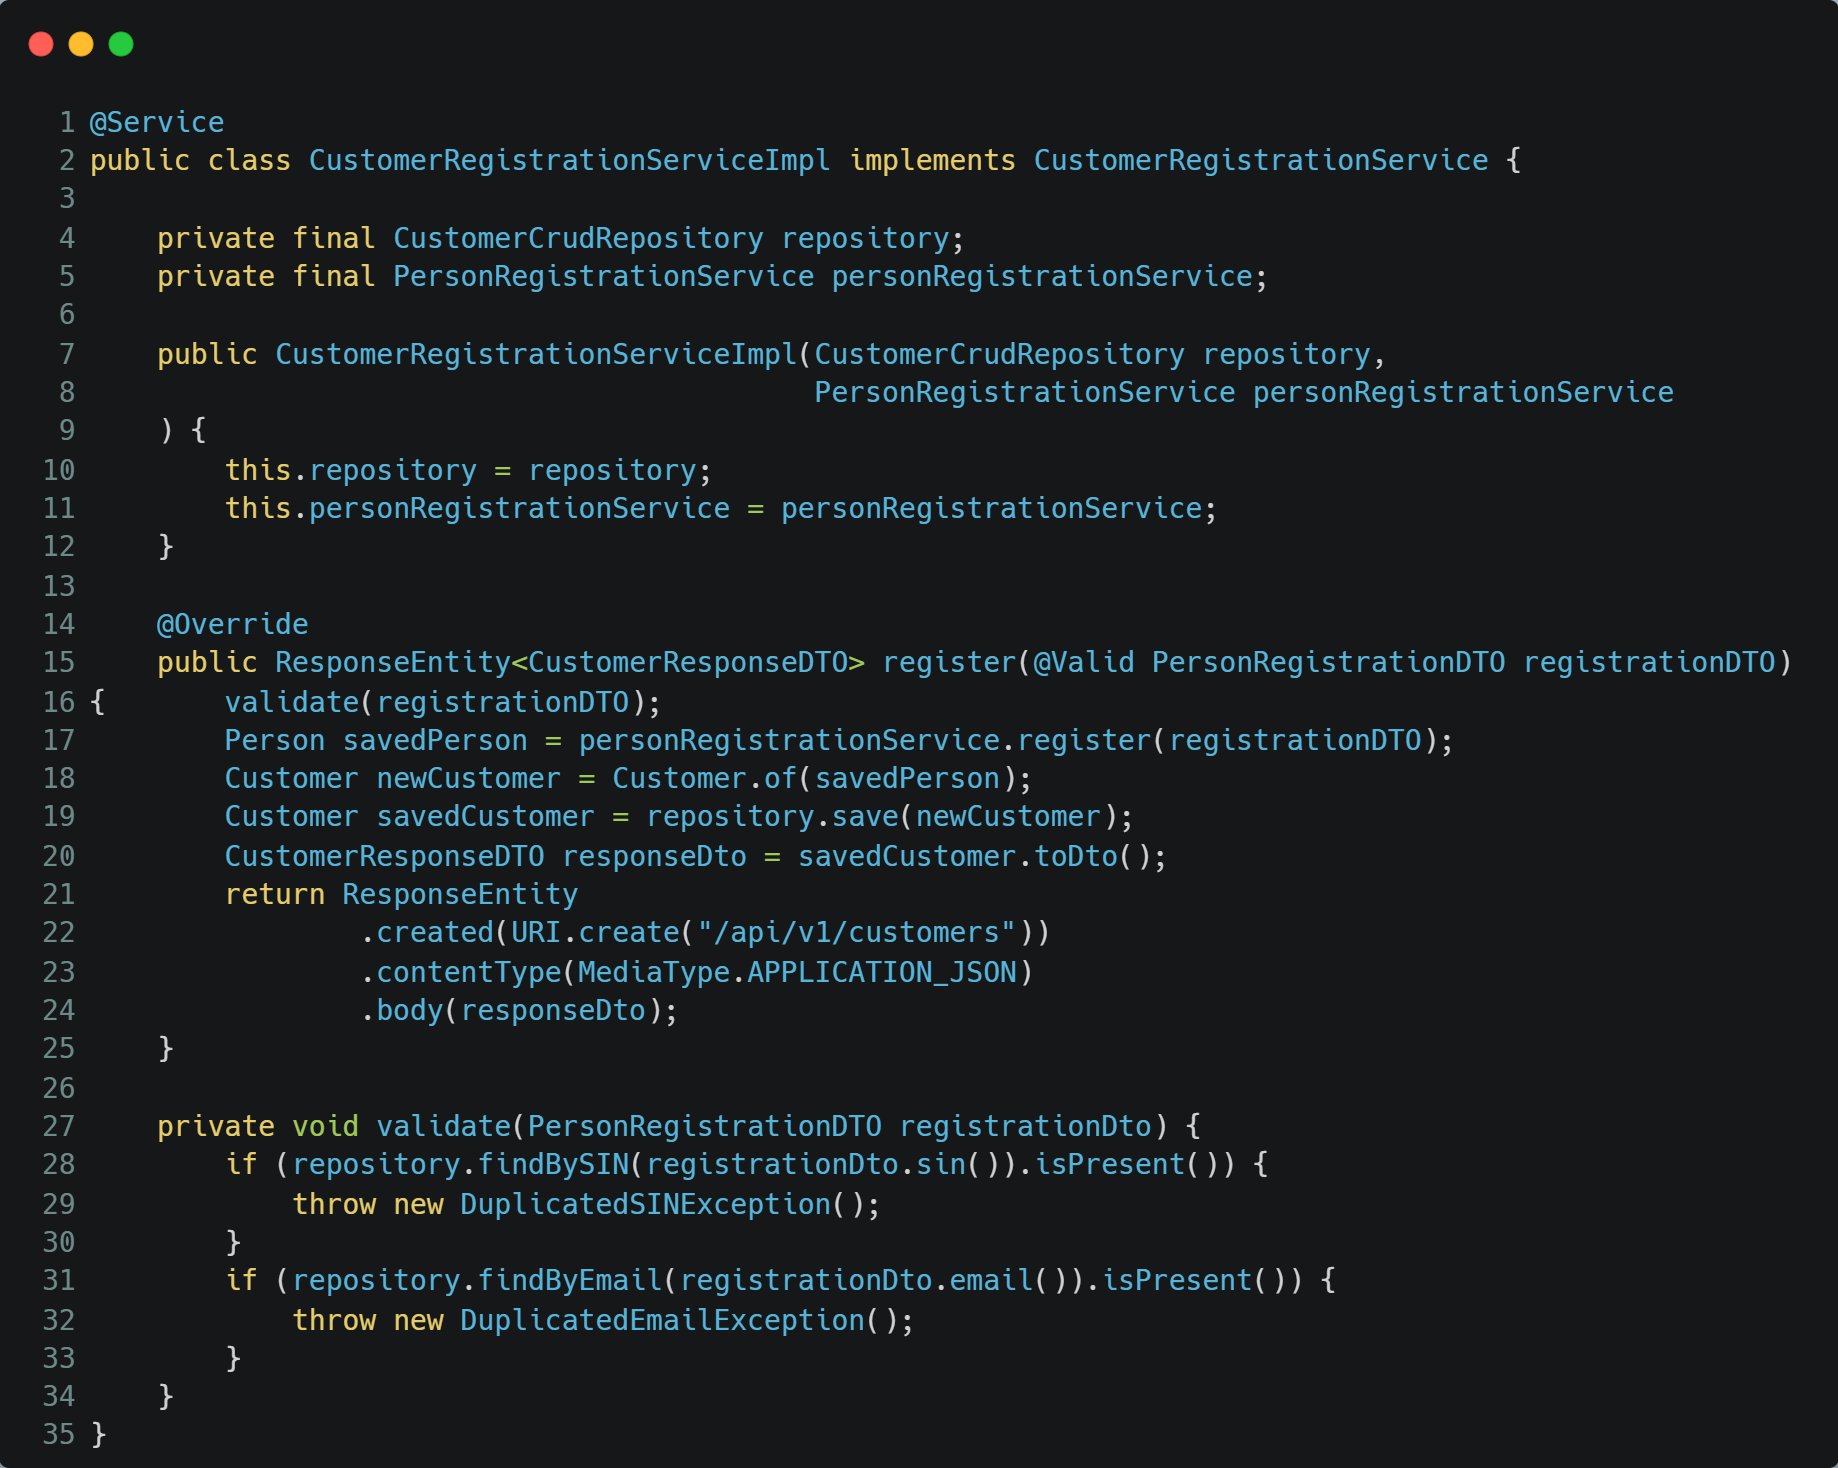 1 @Service
2 public class CustomerRegistrationServiceImpl implements CustomerRegistrationService {
3
4     private final CustomerCrudRepository repository;
5     private final PersonRegistrationService personRegistrationService;
6
7     public CustomerRegistrationServiceImpl(CustomerCrudRepository repository,
8                                            PersonRegistrationService personRegistrationService
9     ) {
10         this.repository = repository;
11         this.personRegistrationService = personRegistrationService;
12     }
13
14     @Override
15     public ResponseEntity<CustomerResponseDTO> register(@Valid PersonRegistrationDTO registrationDTO)
16 {       validate(registrationDTO);
17         Person savedPerson = personRegistrationService.register(registrationDTO);
18         Customer newCustomer = Customer.of(savedPerson);
19         Customer savedCustomer = repository.save(newCustomer);
20         CustomerResponseDTO responseDto = savedCustomer.toDto();
21         return ResponseEntity
22                 .created(URI.create("/api/v1/customers"))
23                 .contentType(MediaType.APPLICATION_JSON)
24                 .body(responseDto);
25     }
26
27     private void validate(PersonRegistrationDTO registrationDto) {
28         if (repository.findBySIN(registrationDto.sin()).isPresent()) {
29             throw new DuplicatedSINException();
30         }
31         if (repository.findByEmail(registrationDto.email()).isPresent()) {
32             throw new DuplicatedEmailException();
33         }
34     }
35 }